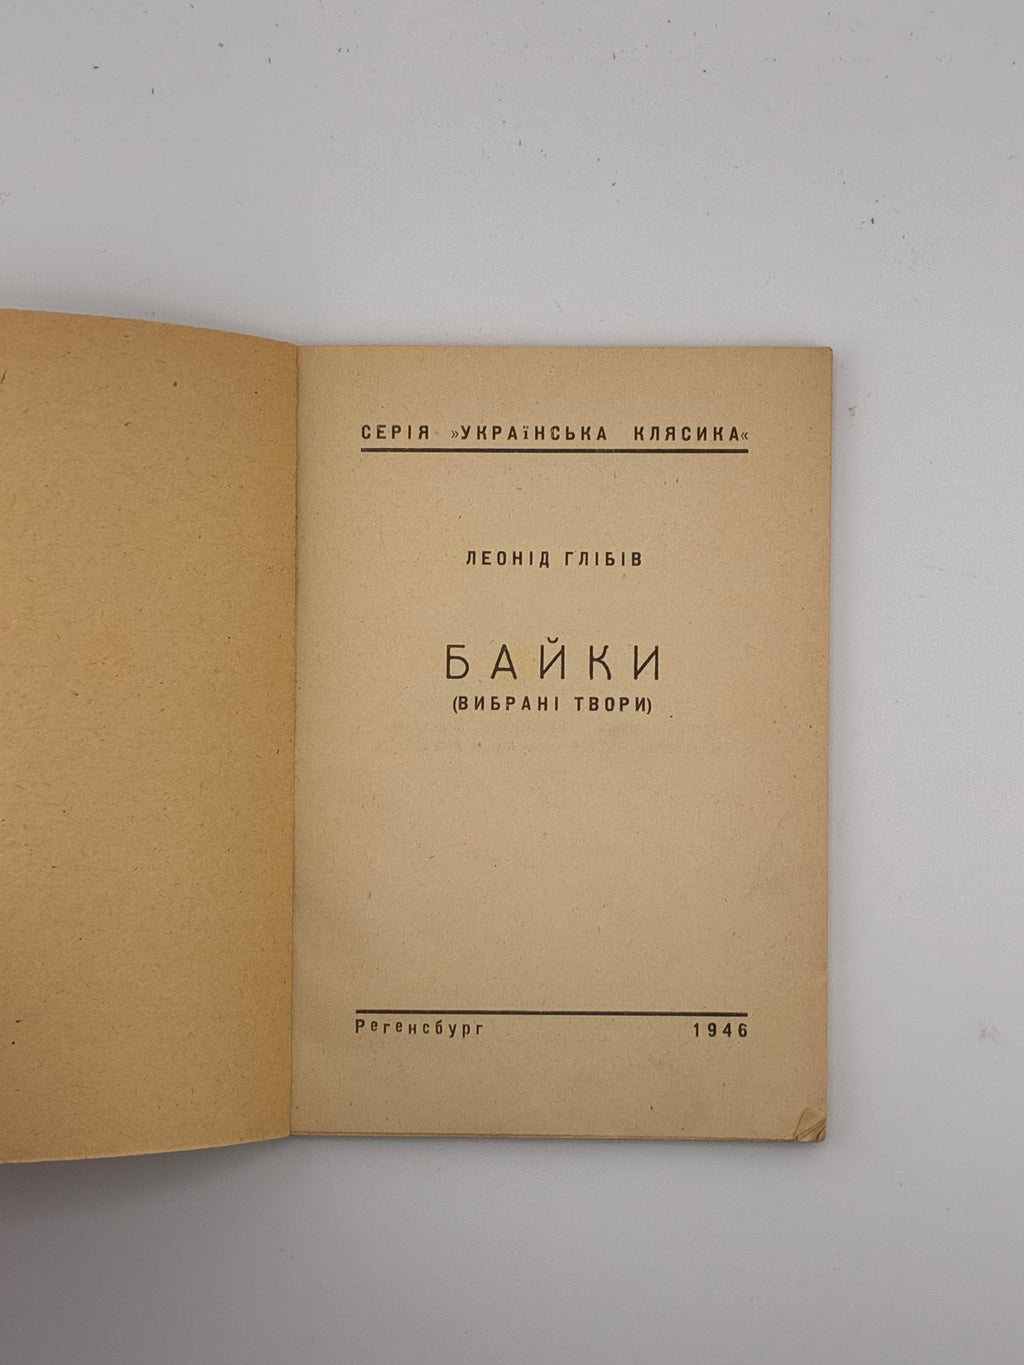 СЕРІЯ »УКРАЇНСЬКА КЛЯСИКА«
ЛЕОНІД ГЛІБІВ
БАЙКИ
(ВИБРАНІ ТВОРИ)
Регенсбург 1946